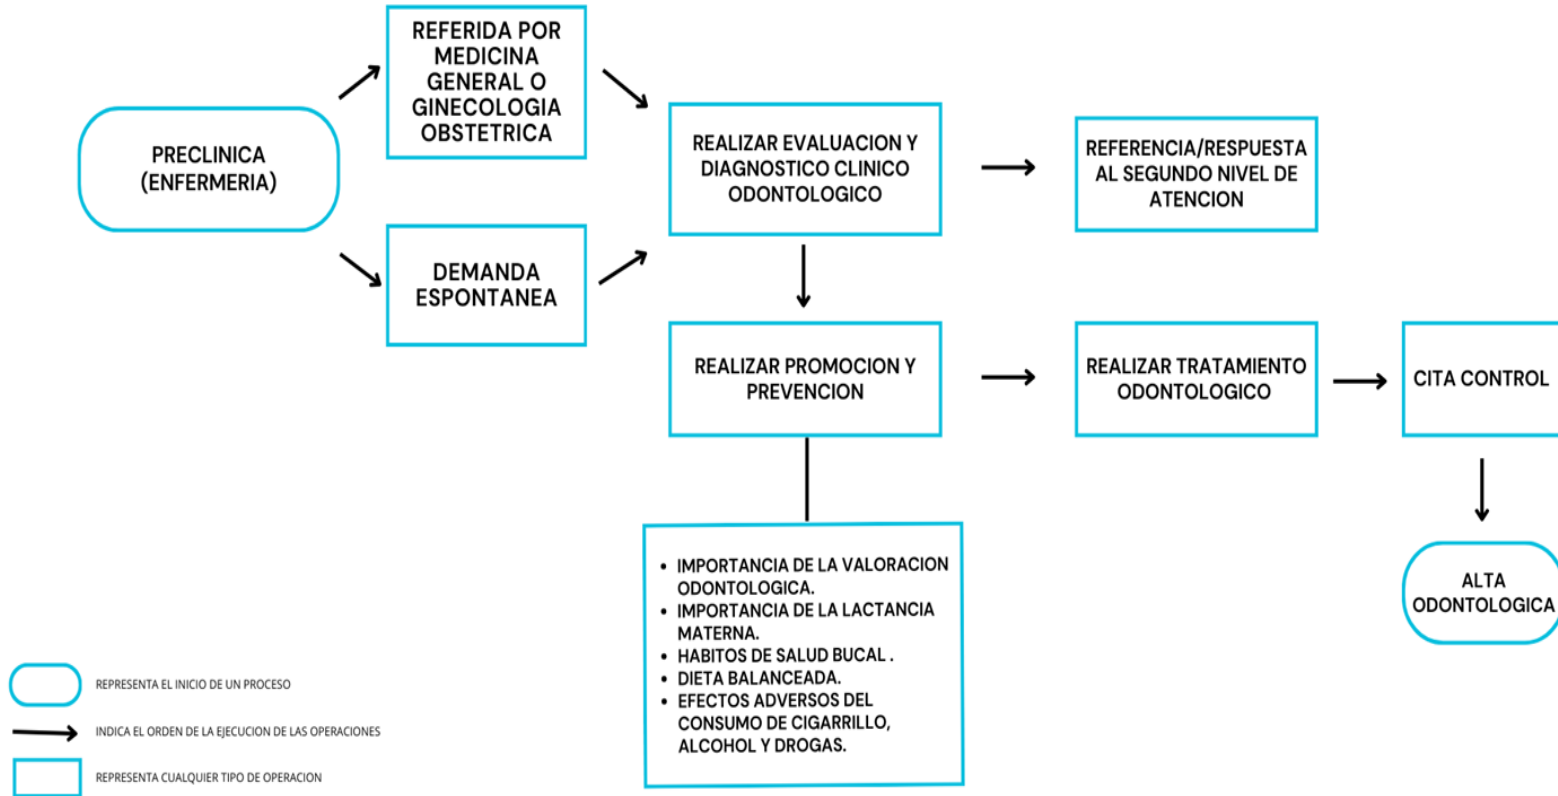 REFERIDA POR
MEDICINA
GENERAL O
GINECOLOGIA
OBSTETRICA
PRECLINICA
(ENFERMERIA)
DEMANDA
ESPONTANEA
REALIZAR EVALUACION Y
DIAGNOSTICO CLINICO
ODONTOLOGICO
REFERENCIA/RESPUESTA
AL SEGUNDO NIVEL DE
ATENCION
REALIZAR PROMOCION Y
PREVENCION
REALIZAR TRATAMIENTO
ODONTOLOGICO
CITA CONTROL
ALTA
ODONTOLOGICA
• IMPORTANCIA DE LA VALORACION
ODONTOLOGICA.
• IMPORTANCIA DE LA LACTANCIA
MATERNA.
• HABITOS DE SALUD BUCAL .
• DIETA BALANCEADA.
• EFECTOS ADVERSOS DEL
CONSUMO DE CIGARRILLO,
ALCOHOL Y DROGAS.
REPRESENTA EL INICIO DE UN PROCESO
INDICA EL ORDEN DE LA EJECUCION DE LAS OPERACIONES
REPRESENTA CUALQUIER TIPO DE OPERACION